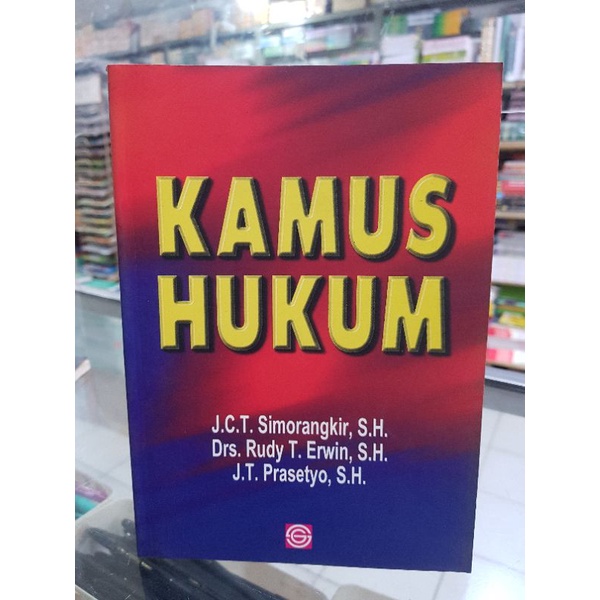 KAMUS
HUKUM
J.C.T. Simorangkir, S.H.
Drs. Rudy T. Erwin, S.H.
J.T. Prasetyo, S.H.